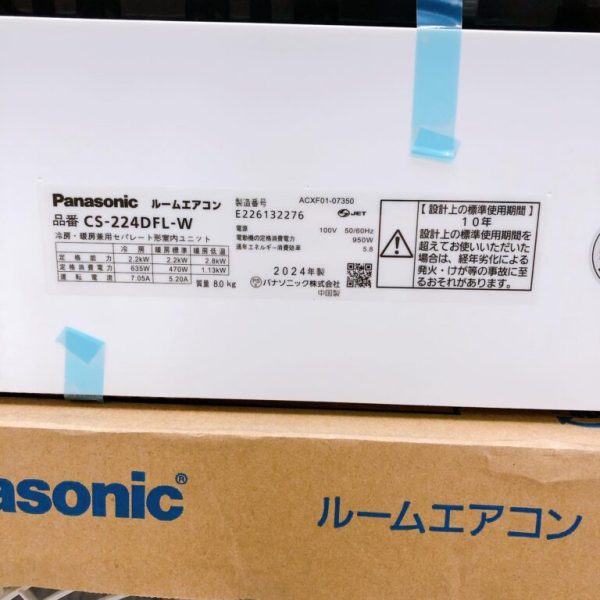 Panasonic ルームエアコン
品番 CS-224DFL-W
冷房・暖房兼用セパレート形室内ユニット
冷房 暖房標準 暖房低温
定格能力 2.2kW 2.2kW 2.8kW
定格消費電力 635W 470W 1.13kW
運転電流 7.05A 5.20A
質量 8.0kg
製造番号 ACXF01-07350
E226132276 JET
電源 100V 50/60Hz
電動機の定格消費電力 950W
通年エネルギー消費効率 5.8
2024年製
パナソニック株式会社
中国製
【設計上の標準使用期間】
10年
設計上の標準使用期間を
超えてお使いいただいた
場合は、経年劣化による
発火・けが等の事故に至
るおそれがあります。
asonic®
ルームエアコン